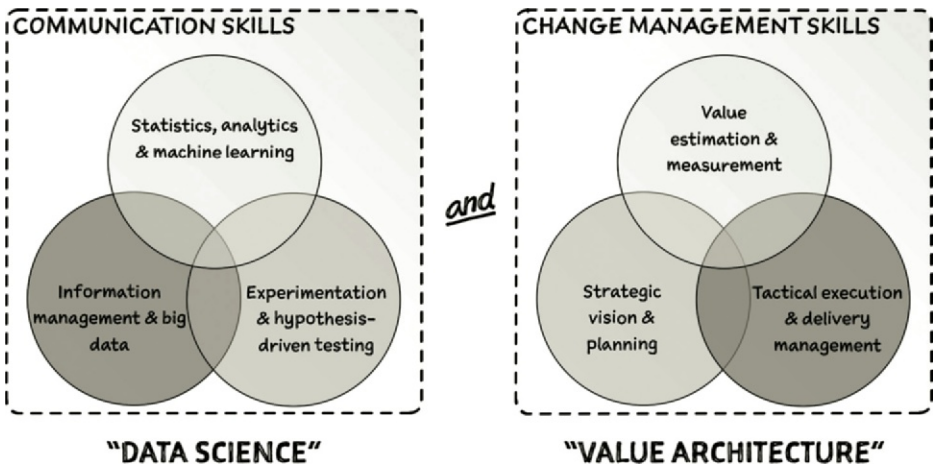 COMMUNICATION SKILLS
Statistics, analytics
& machine learning
Information
management & big
data
Experimentation
& hypothesis-
driven testing
"DATA SCIENCE"
and
CHANGE MANAGEMENT SKILLS
Value
estimation &
measurement
Strategic
vision &
planning
Tactical execution
& delivery
management
"VALUE ARCHITECTURE"